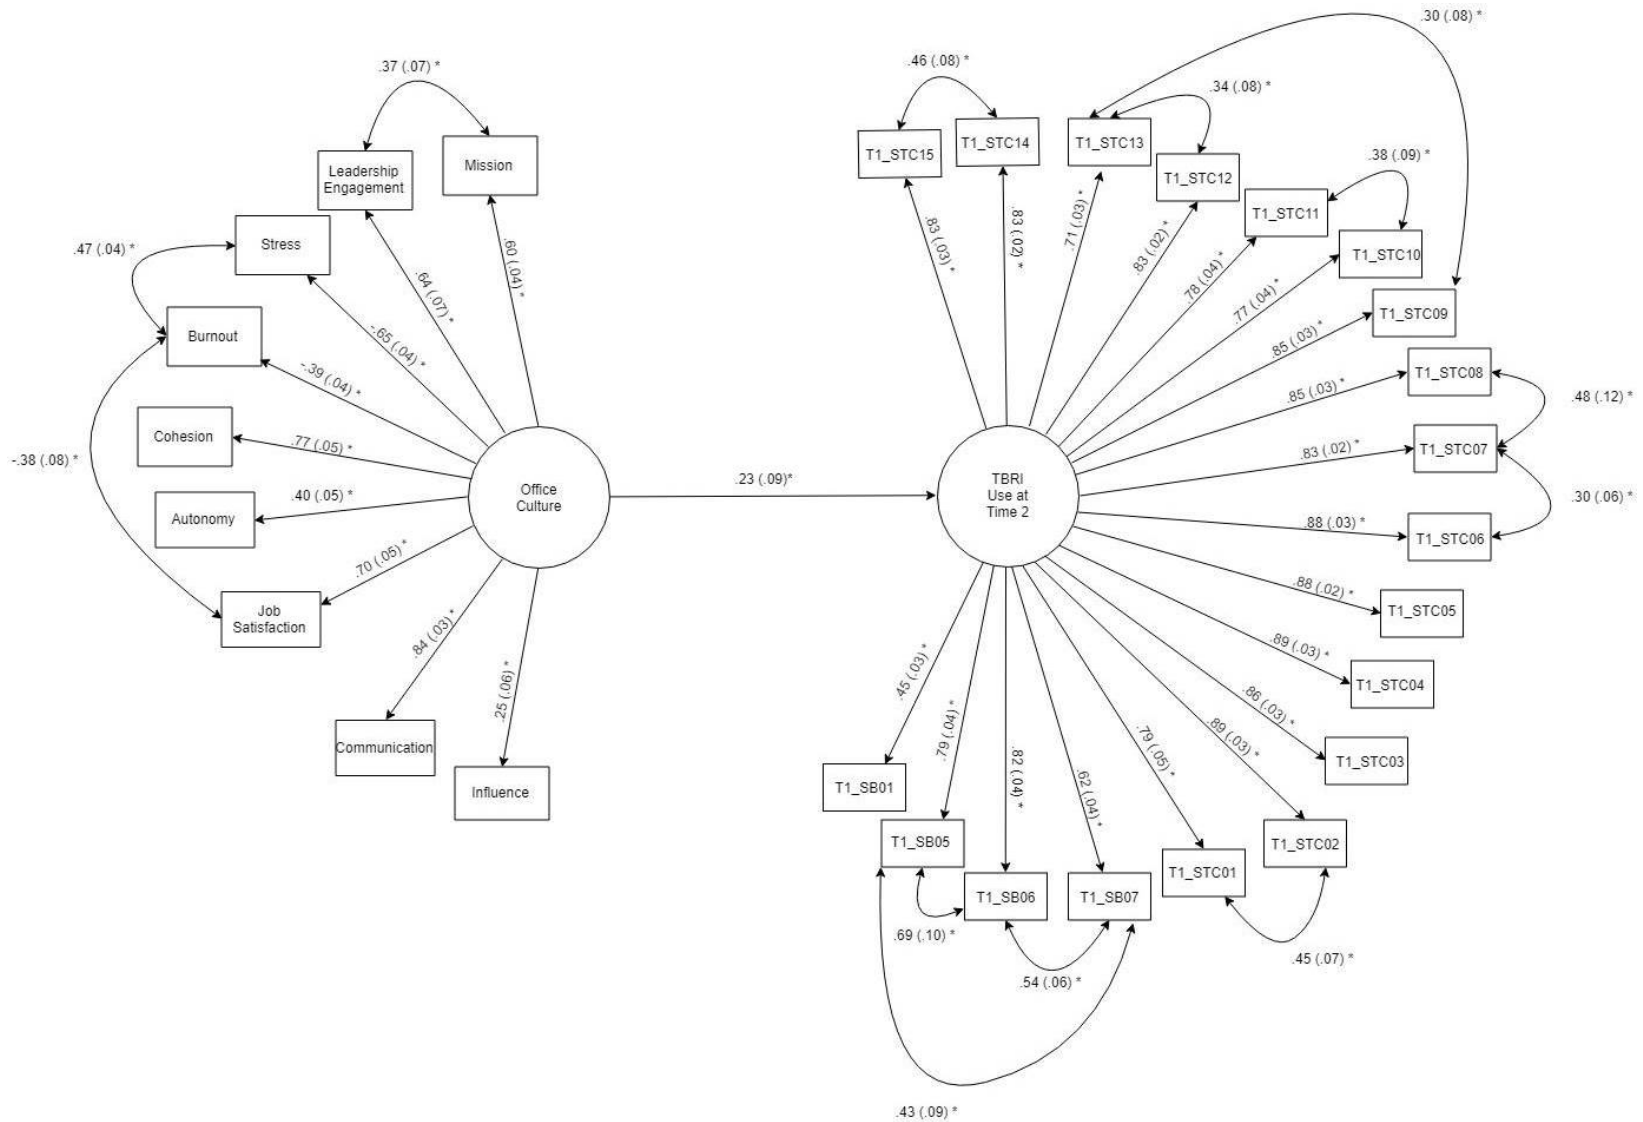 .30 (.08) *
.46 (.08) *
.37 (.07) *
.34 (.08) *
T1_STC15
T1_STC14
T1_STC13
T1_STC12
.38 (.09) *
T1_STC11
T1_STC10
T1_STC09
T1_STC08
.48 (.12) *
T1_STC07
.30 (.06) *
T1_STC06
T1_STC05
T1_STC04
T1_STC03
T1_STC02
T1_STC01
.45 (.07) *
Mission
Leadership
Engagement
Stress
.47 (.04) *
Burnout
Cohesion
-.38 (.08) *
Autonomy
Job
Satisfaction
Communication
Influence
.60 (.04) *
.64 (.07) *
-.65 (.04) *
-.39 (.04) *
.77 (.05) *
.40 (.05) *
.70 (.05) *
.84 (.03) *
.25 (.06) *
Office
Culture
.23 (.09)*
TBRI
Use at
Time 2
.83 (.03) *
.83 (.02) *
.71 (.03) *
.83 (.02) *
.78 (.04) *
.77 (.04) *
.85 (.03) *
.85 (.03) *
.83 (.02) *
.88 (.03) *
.88 (.02) *
.89 (.03) *
.86 (.03) *
.89 (.03) *
.79 (.05) *
.62 (.04) *
.82 (.04) *
.79 (.04) *
.45 (.03) *
T1_SB01
T1_SB05
T1_SB06
T1_SB07
.69 (.10) *
.54 (.06) *
.43 (.09) *